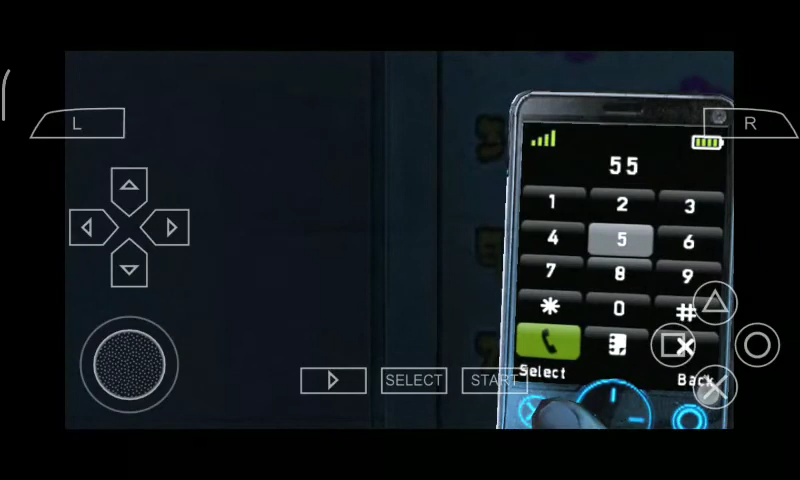 L
R
55
1 2 3
4 5 6
7 8 9
* 0 #
Select
Back
SELECT
START